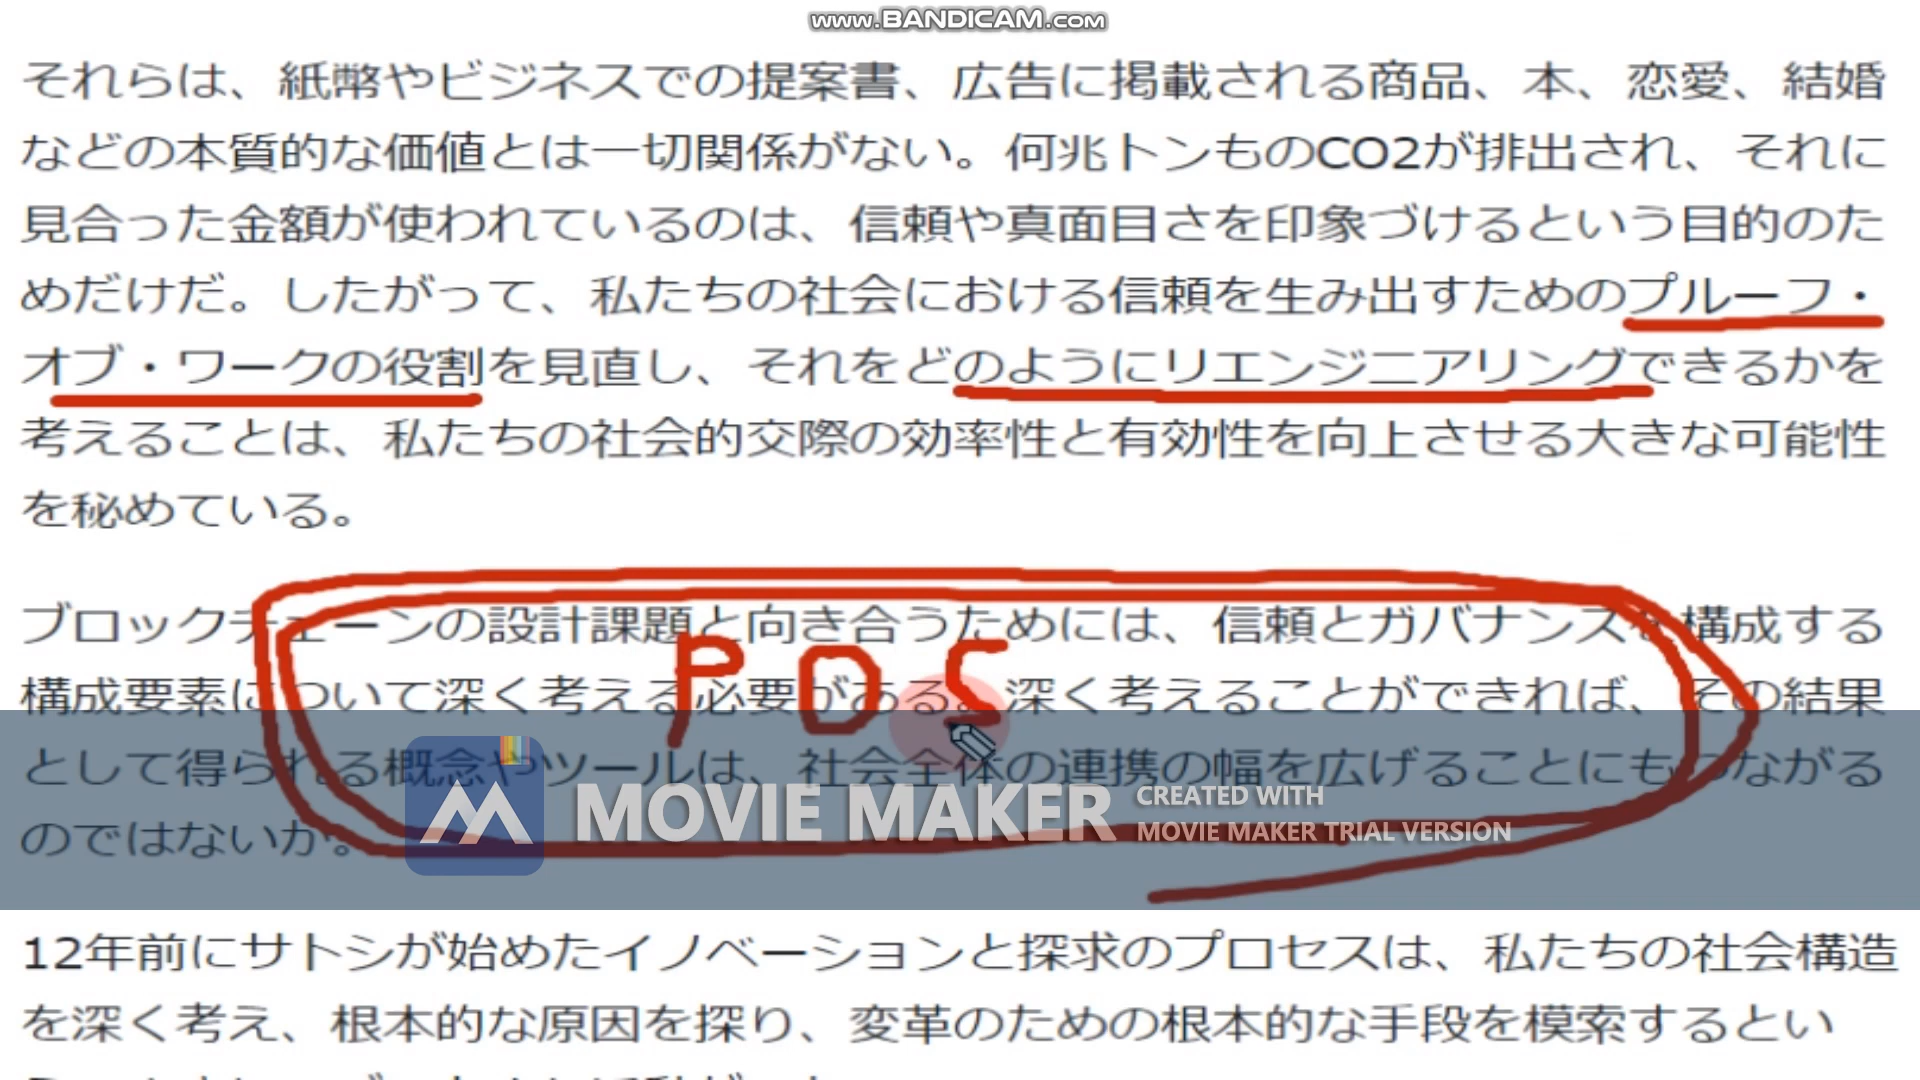 www.BANDICAM.com
それらは、紙幣やビジネスでの提案書、広告に掲載される商品、本、恋愛、結婚
などの本質的な価値とは一切関係がない。何兆トンものCO2が排出され、それに
見合った金額が使われているのは、信頼や真面目さを印象づけるという目的のた
めだけだ。したがって、私たちの社会における信頼を生み出すためのプルーフ・
オブ・ワークの役割を見直し、それをどのようにリエンジニアリングできるかを
考えることは、私たちの社会的交際の効率性と有効性を向上させる大きな可能性
を秘めている。
ブロックチェーンの設計課題と向き合うためには、信頼とガバナンスを構成する
POS
構成要素について深く考える必要がある。深く考えることができれば、その結果
として得られる概念やツールは、社会全体の連携の幅を広げることにもつながる
のではないか。
MOVIE MAKER
CREATED WITH
MOVIE MAKER TRIAL VERSION
12年前にサトシが始めたイノベーションと探求のプロセスは、私たちの社会構造
を深く考え、根本的な原因を探り、変革のための根本的な手段を模索するとい